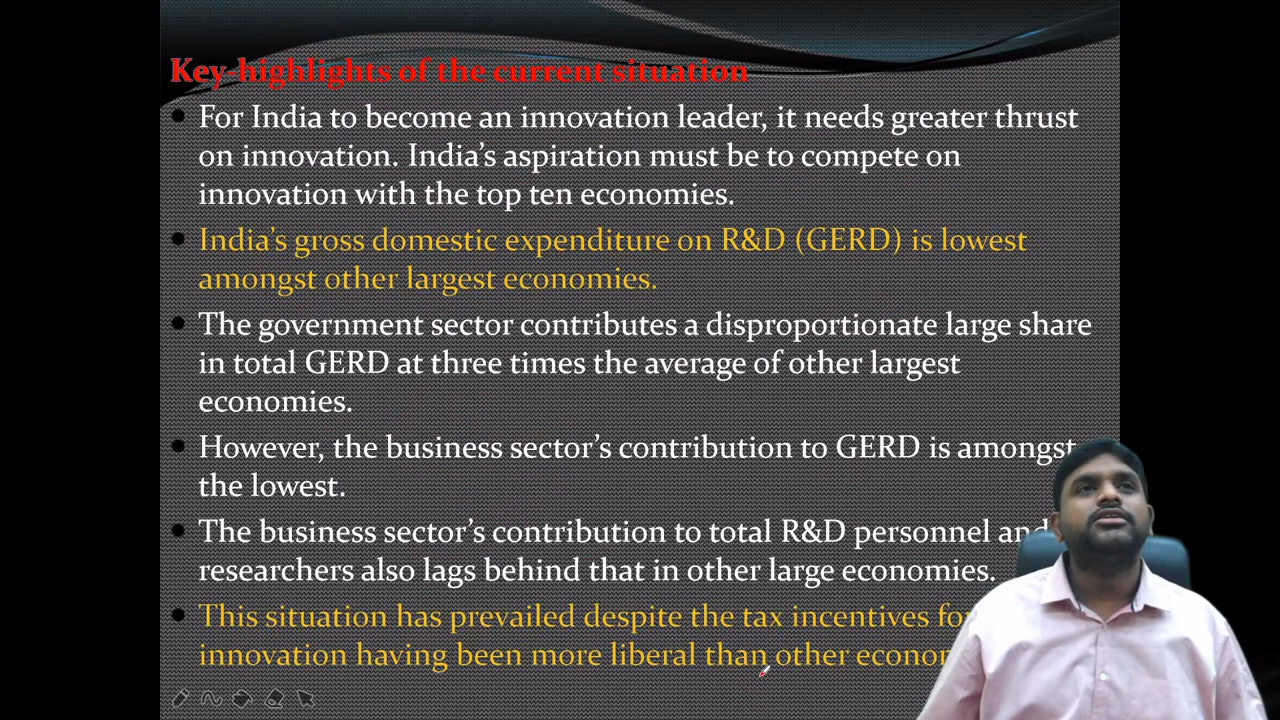 Key-highlights of the current situation
• For India to become an innovation leader, it needs greater thrust
on innovation. India's aspiration must be to compete on
innovation with the top ten economies.
• India's gross domestic expenditure on R&D (GERD) is lowest
amongst other largest economies.
• The government sector contributes a disproportionate large share
in total GERD at three times the average of other largest
economies.
• However, the business sector's contribution to GERD is amongst
the lowest.
• The business sector's contribution to total R&D personnel and
researchers also lags behind that in other large economies.
• This situation has prevailed despite the tax incentives
innovation having been more liberal than other